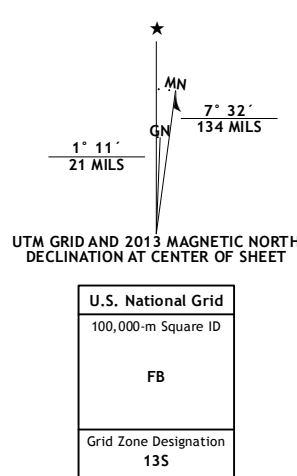 ★
MN
GN
7° 32´
134 MILS
1° 11´
21 MILS
UTM GRID AND 2013 MAGNETIC NORTH
DECLINATION AT CENTER OF SHEET
U.S. National Grid
100,000-m Square ID
FB
Grid Zone Designation
13S